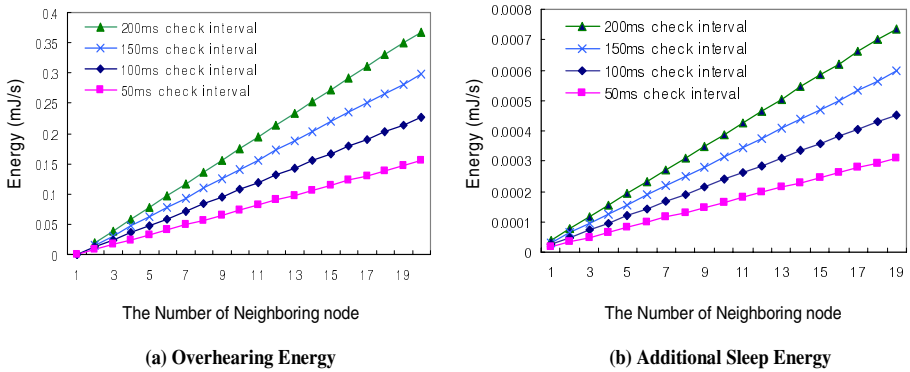 0.4
0.35
0.3
0.25
0.2
0.15
0.1
0.05
0
Energy (mJ/s)
200ms check interval
150ms check interval
100ms check interval
50ms check interval
1 3 5 7 9 11 13 15 17 19
The Number of Neighboring node
(a) Overhearing Energy
0.0008
0.0007
0.0006
0.0005
0.0004
0.0003
0.0002
0.0001
0
Energy (mJ/s)
200ms check interval
150ms check interval
100ms check interval
50ms check interval
1 3 5 7 9 11 13 15 17 19
The Number of Neighboring node
(b) Additional Sleep Energy